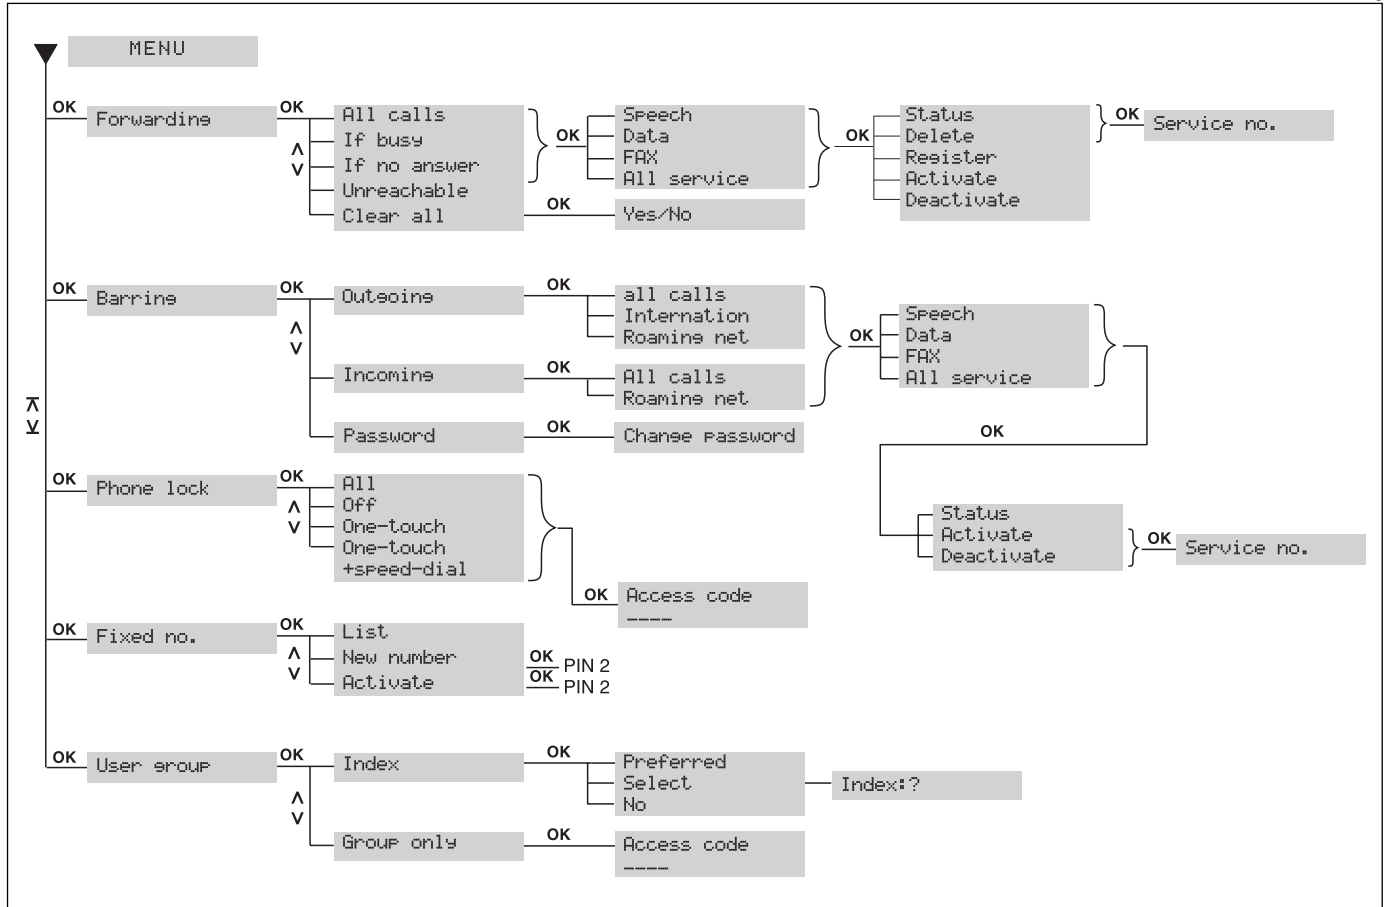 MENU
OK Forwarding OK All calls
If busy
If no answer
Unreachable
Clear all
OK Speech
Data
FAX
All service
OK Yes/No
OK Status
Delete
Register
Activate
Deactivate
OK Service no.
OK Barring OK Outgoing OK all calls
Internation
Roaming net
Incoming OK All calls
Roaming net
Password OK Change password
OK Speech
Data
FAX
All service
OK
Status
Activate
Deactivate
OK Service no.
OK Phone lock OK All
Off
One-touch
One-touch
+speed-dial
OK Access code
----
OK Fixed no. OK List
New number OK PIN 2
Activate OK PIN 2
OK User group OK Index OK Preferred
Select
No
Index:?
Group only OK Access code
----